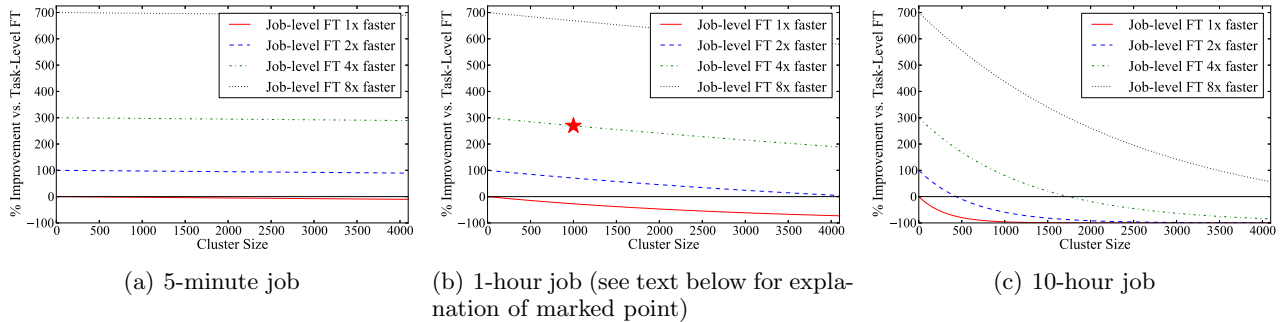 % Improvement vs. Task-Level FT
700
600
500
400
300
200
100
0
−100
0 500 1000 1500 2000 2500 3000 3500 4000
Cluster Size
Job-level FT 1x faster
Job-level FT 2x faster
Job-level FT 4x faster
Job-level FT 8x faster
(a) 5-minute job
% Improvement vs. Task-Level FT
700
600
500
400
300
200
100
0
−100
0 500 1000 1500 2000 2500 3000 3500 4000
Cluster Size
Job-level FT 1x faster
Job-level FT 2x faster
Job-level FT 4x faster
Job-level FT 8x faster
(b) 1-hour job (see text below for expla-
nation of marked point)
% Improvement vs. Task-Level FT
700
600
500
400
300
200
100
0
−100
0 500 1000 1500 2000 2500 3000 3500 4000
Cluster Size
Job-level FT 1x faster
Job-level FT 2x faster
Job-level FT 4x faster
Job-level FT 8x faster
(c) 10-hour job